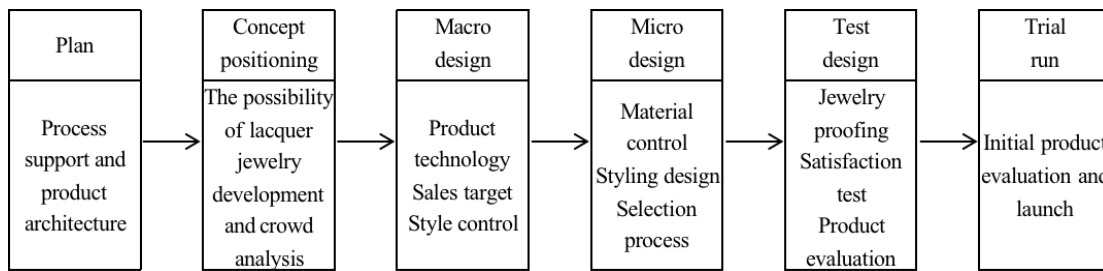 Plan
Process
support and
product
architecture
Concept
positioning
The possibility
of lacquer
jewelry
development
and crowd
analysis
Macro
design
Product
technology
Sales target
Style control
Micro
design
Material
control
Styling design
Selection
process
Test
design
Jewelry
proofing
Satisfaction
test
Product
evaluation
Trial
run
Initial product
evaluation and
launch